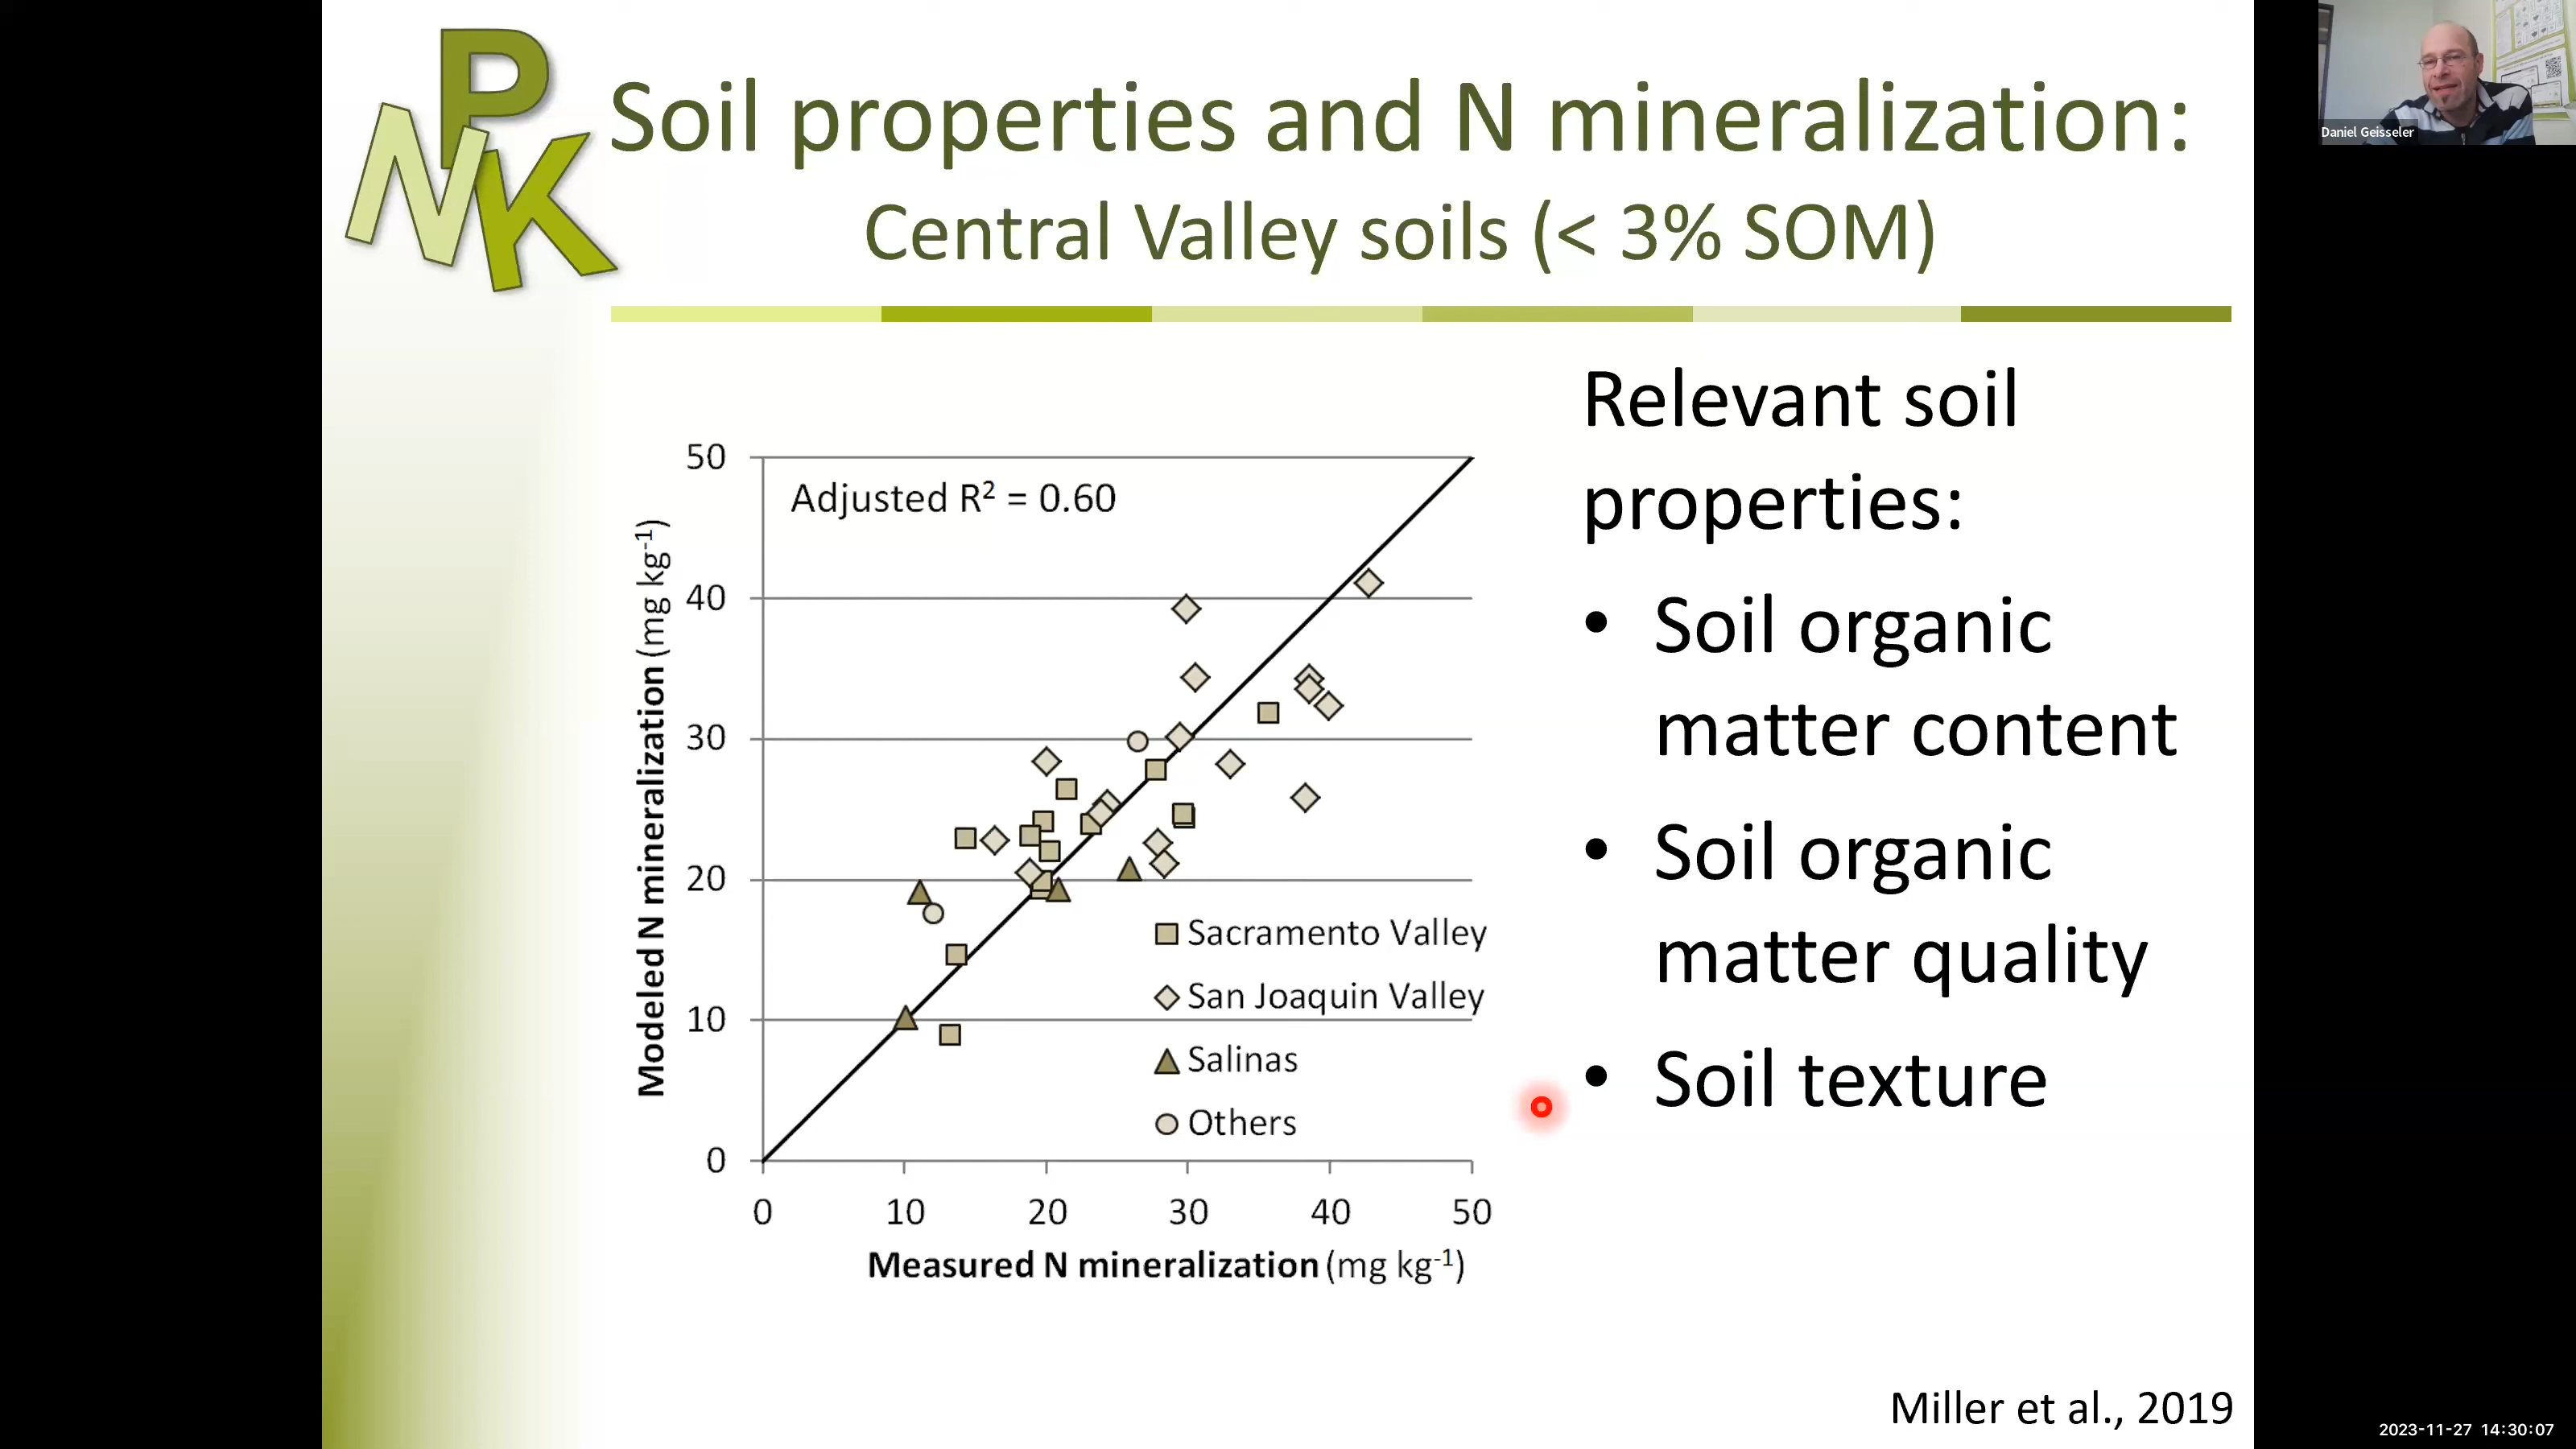 P
N
K
Soil properties and N mineralization:
Central Valley soils (< 3% SOM)
Daniel Geisseler
Relevant soil
properties:
• Soil organic
matter content
• Soil organic
matter quality
• Soil texture
Adjusted R² = 0.60
Modeled N mineralization (mg kg⁻¹)
50
40
30
20
10
0
Sacramento Valley
San Joaquin Valley
Salinas
Others
0 10 20 30 40 50
Measured N mineralization (mg kg⁻¹)
Miller et al., 2019
2023-11-27 14:30:07